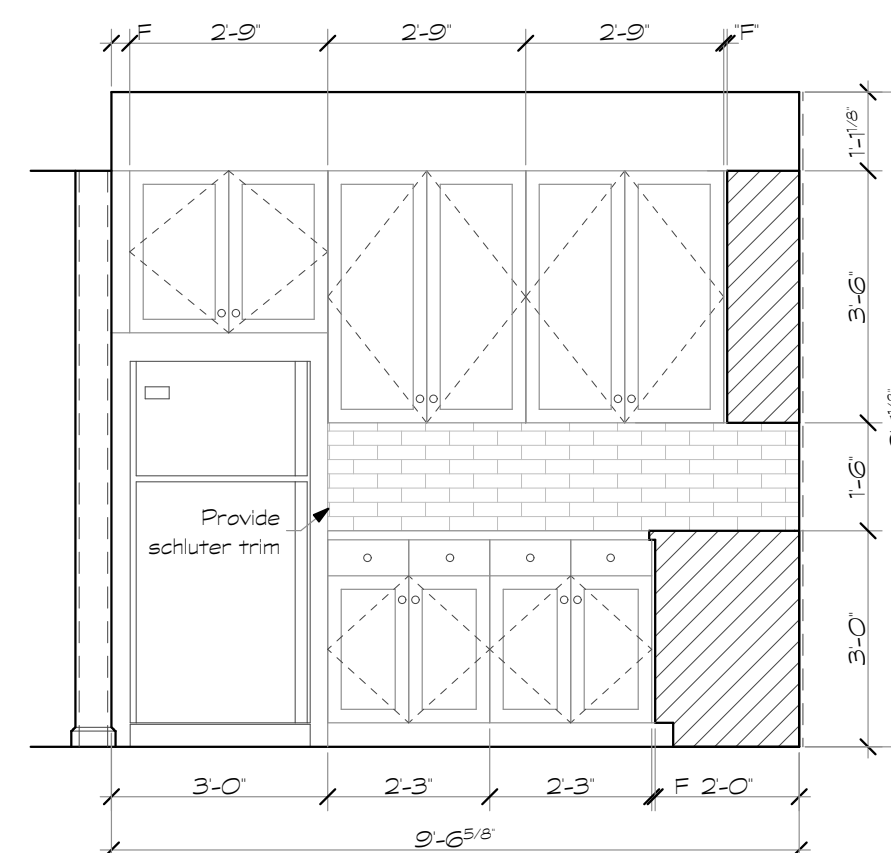 F 2'-9" 2'-9" 2'-9" "F"
1'-1 1/8"
3'-6"
1'-6"
Provide
schluter trim
3'-0"
3'-0" 2'-3" 2'-3" F 2'-0"
9'-6 5/8"